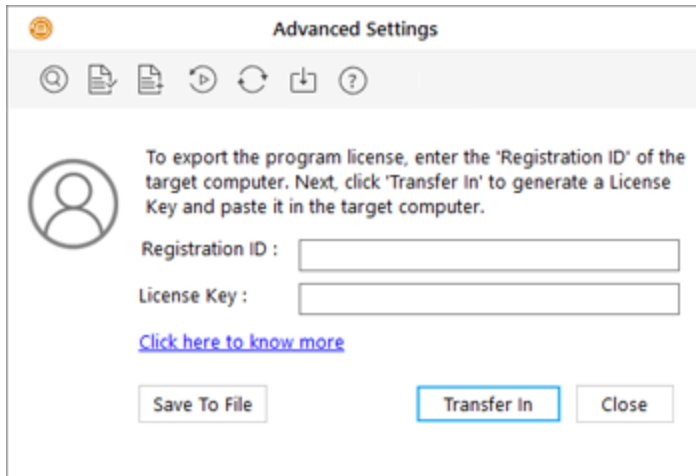 Advanced Settings
To export the program license, enter the 'Registration ID' of the
target computer. Next, click 'Transfer In' to generate a License
Key and paste it in the target computer.
Registration ID :
License Key :
Click here to know more
Save To File
Transfer In
Close